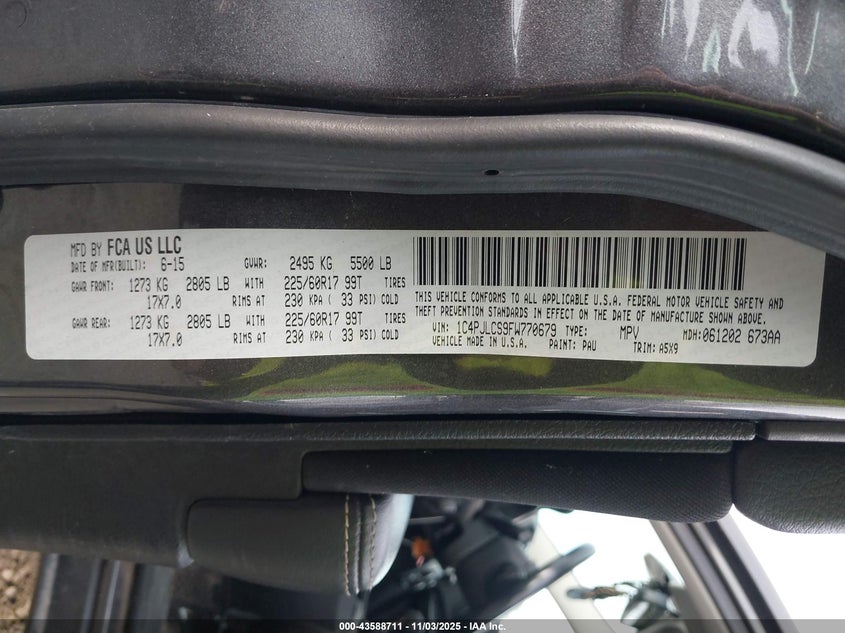 MFD BY FCA US LLC
DATE OF MFR(BUILT): 6-15 GVWR: 2495 KG 5500 LB
GAWR FRONT: 1273 KG 2805 LB WITH 225/60R17 99T TIRES
17X7.0 RIMS AT 230 KPA ( 33 PSI) COLD
GAWR REAR: 1273 KG 2805 LB WITH 225/60R17 99T TIRES
17X7.0 RIMS AT 230 KPA ( 33 PSI) COLD
THIS VEHICLE CONFORMS TO ALL APPLICABLE U.S.A. FEDERAL MOTOR VEHICLE SAFETY AND
THEFT PREVENTION STANDARDS IN EFFECT ON THE DATE OF MANUFACTURE SHOWN ABOVE.
VIN: 1C4PJLCS9FW770679 TYPE: MPV MDH: 061202 673AA
VEHICLE MADE IN U.S.A. PAINT: PAU TRIM: A5X9
000-43588711 - 11/03/2025 - IAA Inc.